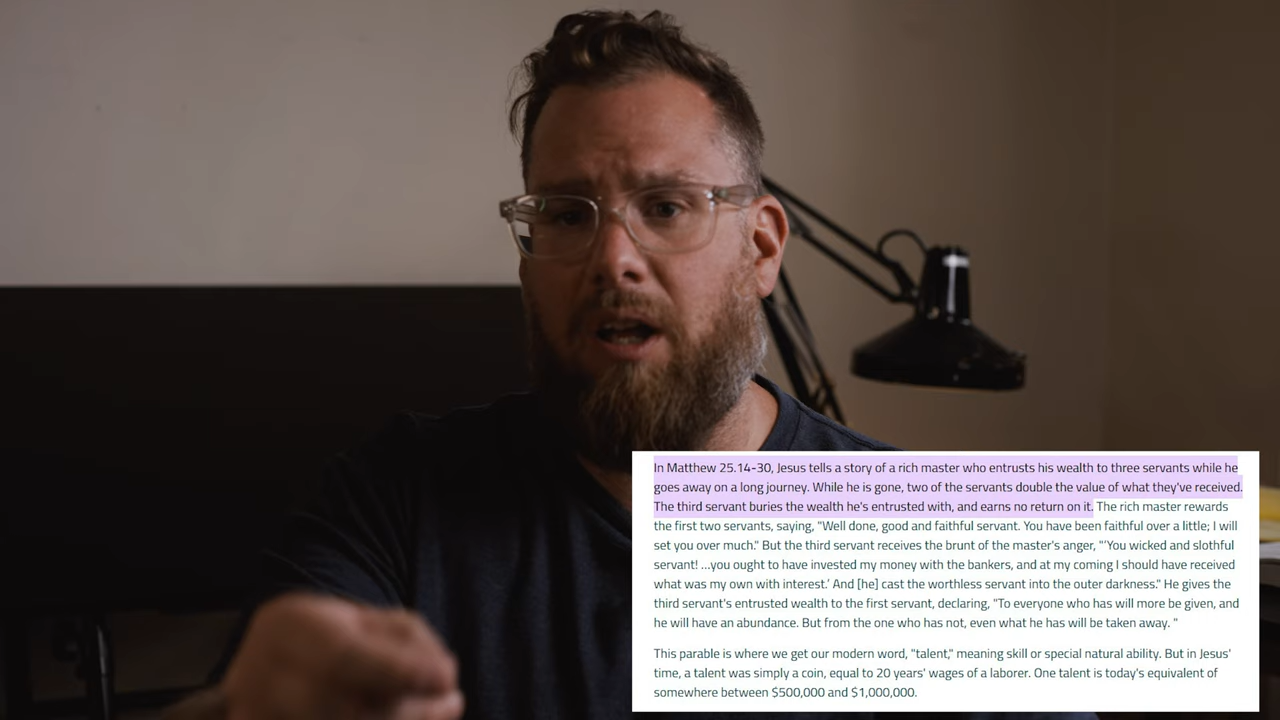 In Matthew 25.14-30, Jesus tells a story of a rich master who entrusts his wealth to three servants while he
goes away on a long journey. While he is gone, two of the servants double the value of what they've received.
The third servant buries the wealth he's entrusted with, and earns no return on it. The rich master rewards
the first two servants, saying, "Well done, good and faithful servant. You have been faithful over a little; I will
set you over much." But the third servant receives the brunt of the master's anger, "'You wicked and slothful
servant! ...you ought to have invested my money with the bankers, and at my coming I should have received
what was my own with interest.' And [he] cast the worthless servant into the outer darkness." He gives the
third servant's entrusted wealth to the first servant, declaring, "To everyone who has will more be given, and
he will have an abundance. But from the one who has not, even what he has will be taken away. "
This parable is where we get our modern word, "talent," meaning skill or special natural ability. But in Jesus'
time, a talent was simply a coin, equal to 20 years' wages of a laborer. One talent is today's equivalent of
somewhere between $500,000 and $1,000,000.